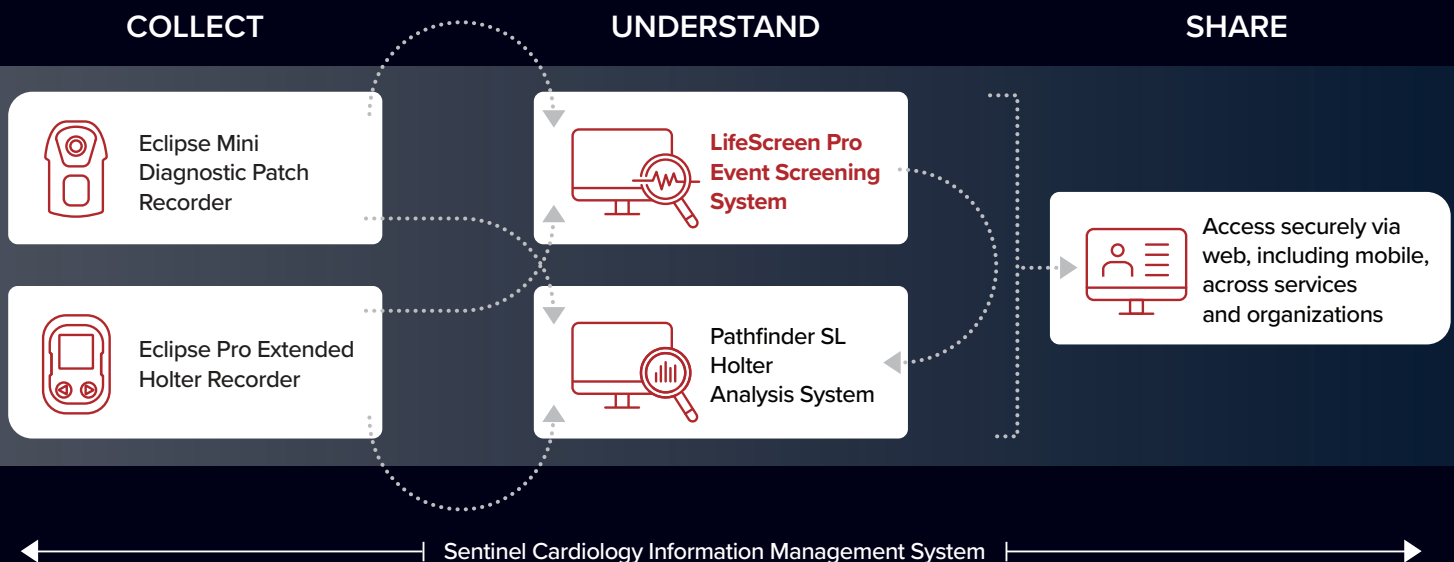 COLLECT
UNDERSTAND
SHARE
Eclipse Mini
Diagnostic Patch
Recorder
LifeScreen Pro
Event Screening
System
Eclipse Pro Extended
Holter Recorder
Pathfinder SL
Holter
Analysis System
Access securely via
web, including mobile,
across services
and organizations
Sentinel Cardiology Information Management System